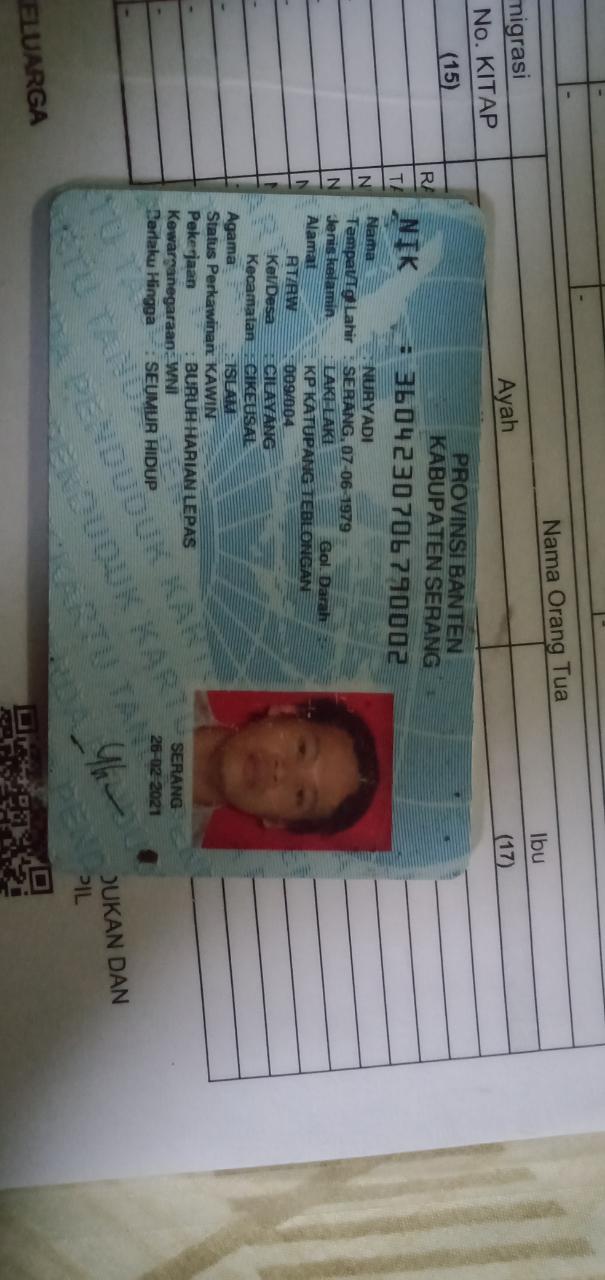 migrasi
No. KITAP
(15)
Nama Orang Tua
Ayah
Ibu
(17)
PROVINSI BANTEN
KABUPATEN SERANG
NIK : 3604230706790002
Nama : NURYADI
Tempat/Tgl Lahir : SERANG, 07-06-1979
Jenis kelamin : LAKI-LAKI Gol. Darah : -
Alamat : KP KATUPANG TEBLONGAN
RT/RW : 009/004
Kel/Desa : CILAYANG
Kecamatan : CIKEUSAL
Agama : ISLAM
Status Perkawinan: KAWIN
Pekerjaan : BURUH HARIAN LEPAS
Kewarganegaraan: WNI
Berlaku Hingga : SEUMUR HIDUP
SERANG
26-02-2021
ELUARGA
DUKAN DAN
PIL